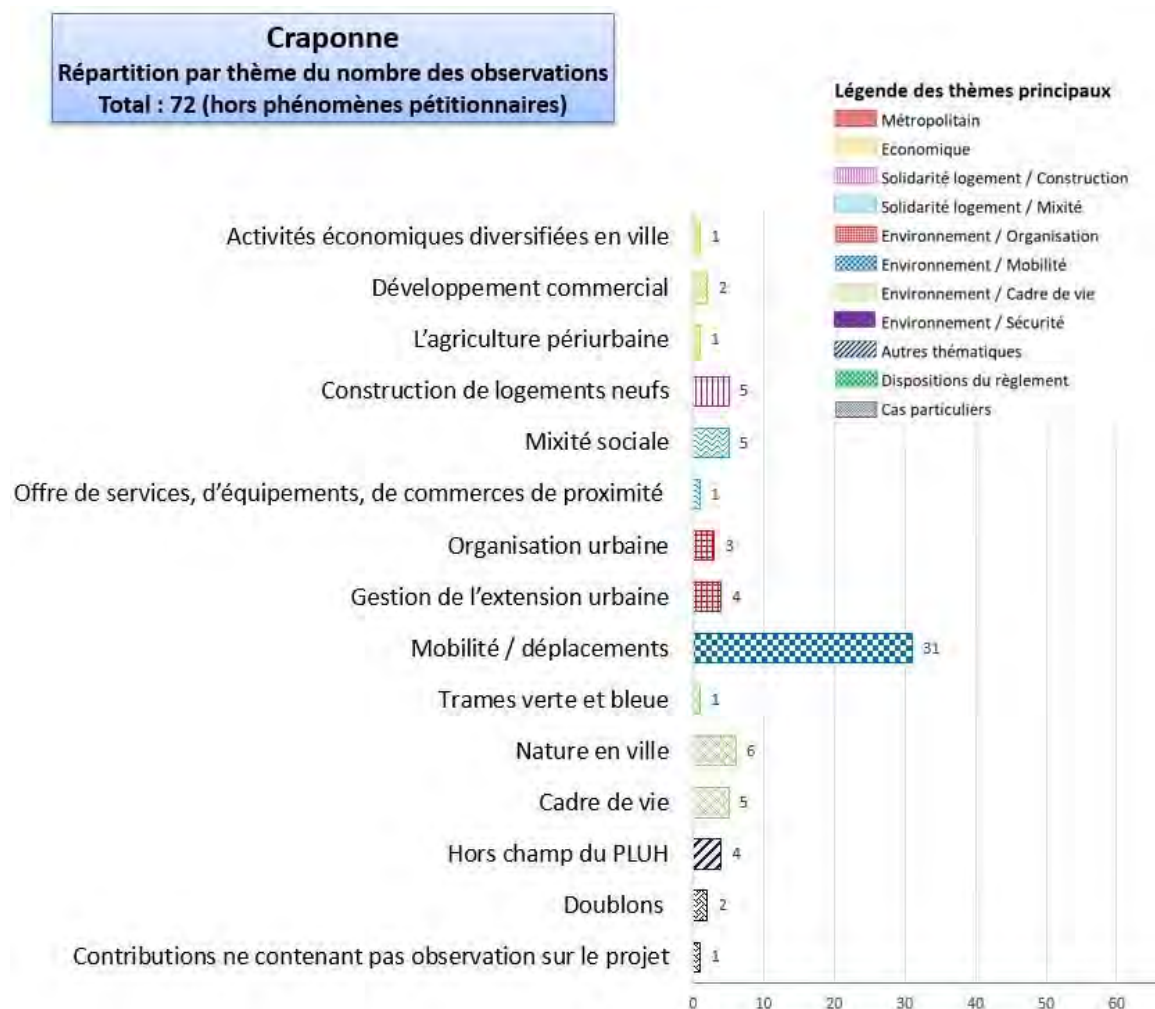 Craponne
Répartition par thème du nombre des observations
Total : 72 (hors phénomènes pétitionnaires)
Légende des thèmes principaux
Métropolitain
Economique
Solidarité logement / Construction
Solidarité logement / Mixité
Environnement / Organisation
Environnement / Mobilité
Environnement / Cadre de vie
Environnement / Sécurité
Autres thématiques
Dispositions du règlement
Cas particuliers
Activités économiques diversifiées en ville 1
Développement commercial 2
L’agriculture périurbaine 1
Construction de logements neufs 5
Mixité sociale 5
Offre de services, d’équipements, de commerces de proximité 1
Organisation urbaine 3
Gestion de l’extension urbaine 4
Mobilité / déplacements 31
Trames verte et bleue 1
Nature en ville 6
Cadre de vie 5
Hors champ du PLUH 4
Doublons 2
Contributions ne contenant pas observation sur le projet 1
0 10 20 30 40 50 60